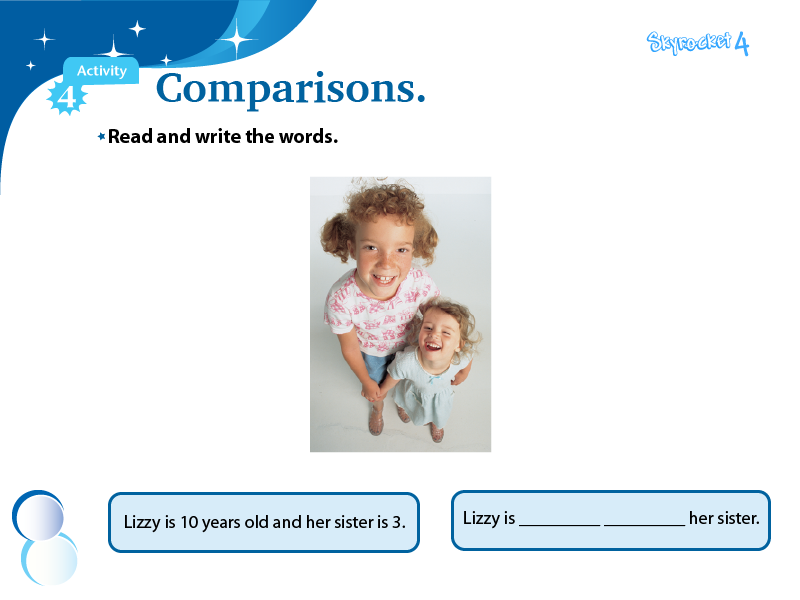 Skyrocket 4
Activity
4
Comparisons.
Read and write the words.
Lizzy is 10 years old and her sister is 3.
Lizzy is _________ _________ her sister.